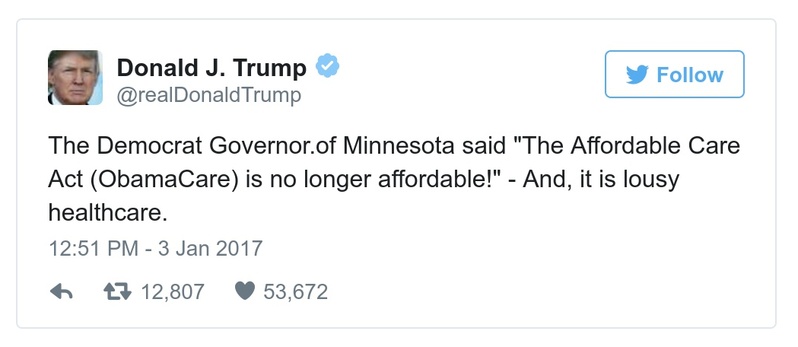 Donald J. Trump
@realDonaldTrump
Follow
The Democrat Governor.of Minnesota said "The Affordable Care
Act (ObamaCare) is no longer affordable!" - And, it is lousy
healthcare.
12:51 PM - 3 Jan 2017
12,807 53,672